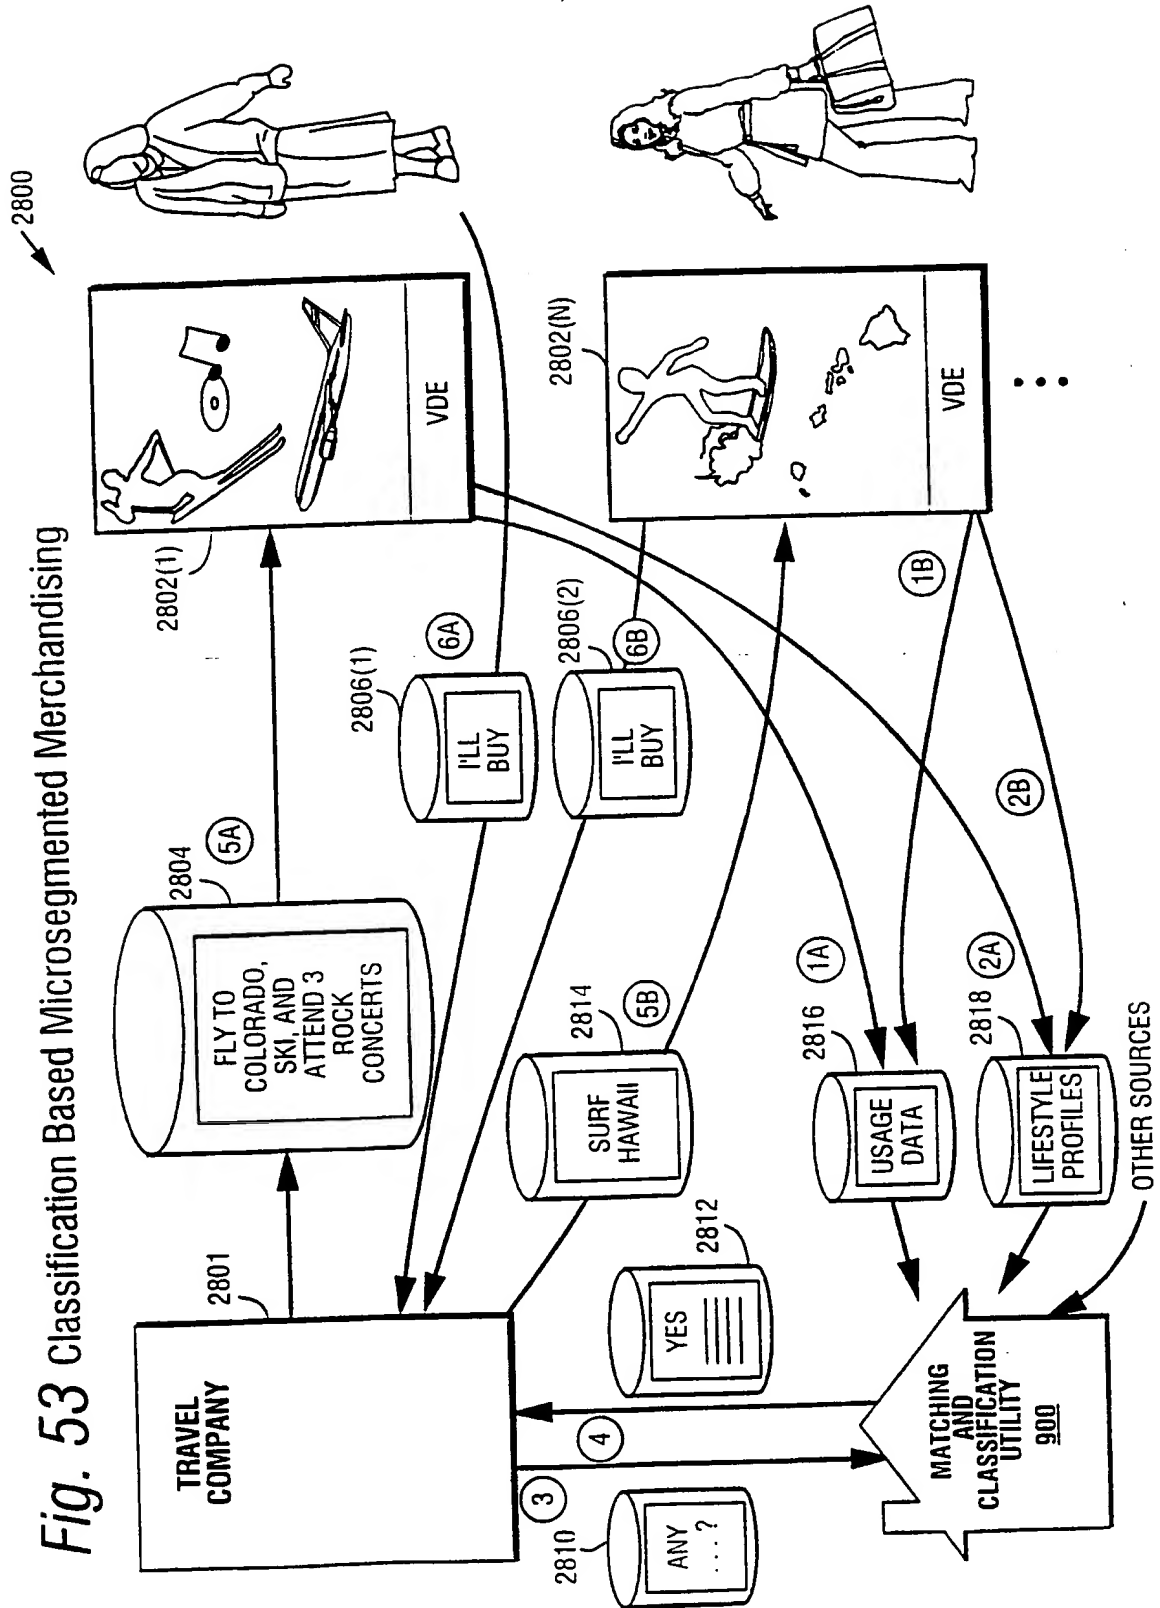 Fig. 53 Classification Based Microsegmented Merchandising
2800
TRAVEL
COMPANY
2801
2804
5A
FLY TO
COLORADO,
SKI, AND
ATTEND 3
ROCK
CONCERTS
2802(1)
VDE
2806(1)
6A
I'LL
BUY
2806(2)
6B
I'LL
BUY
2802(N)
VDE
2814
5B
SURF
HAWAII
3
4
2810
ANY
....?
2812
YES
MATCHING
AND
CLASSIFICATION
UTILITY
900
2816
1A
USAGE
DATA
1B
2818
2A
LIFESTYLE
PROFILES
2B
OTHER SOURCES